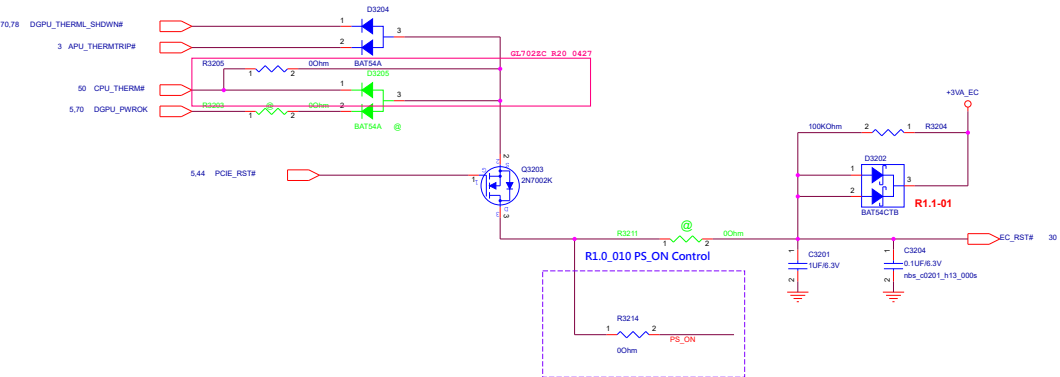 D3204
70,78 DGPU_THERML_SHDWN#
1
3
3 APU_THERMTRIP#
2
BAT54A
GL702ZC R20 0427
R3205
1
2
0Ohm
D3205
50 CPU_THERM#
1
3
5,70 DGPU_PWROK
R3203
1
@
2
0Ohm
2
BAT54A @
+3VA_EC
100KOhm
2
1
R3204
D3202
1
3
2
BAT54CTB
R1.1-01
2
Q3203
2N7002K
5,44 PCIE_RST#
1
3
R3211
1
@
2
0Ohm
EC_RST# 30
R1.0_010 PS_ON Control
1
C3201
1UF/6.3V
2
1
C3204
0.1UF/6.3V
nbs_c0201_h13_000s
2
R3214
1
2
PS_ON
0Ohm